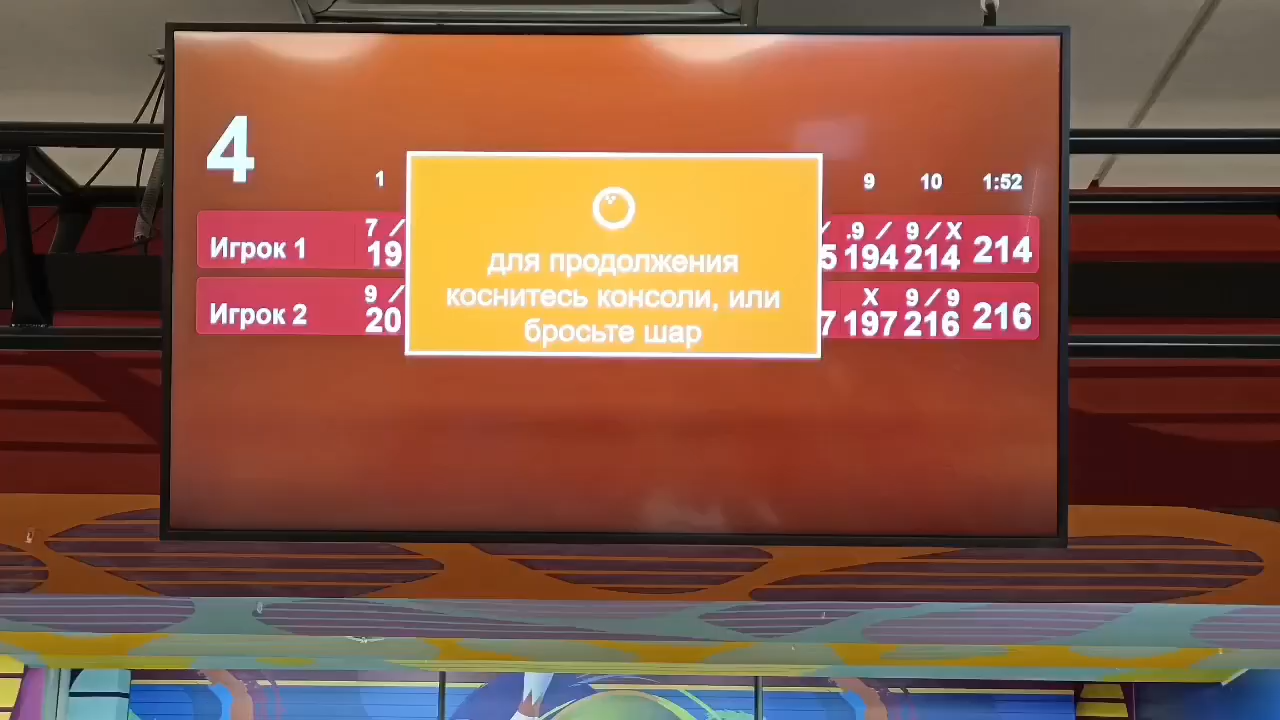 4
1 9 10 1:52
7 / / .9 / 9 / X
Игрок 1 19 5 194 214 214
9 / X 9 / 9
Игрок 2 20 7 197 216 216
для продолжения
коснитесь консоли, или
бросьте шар